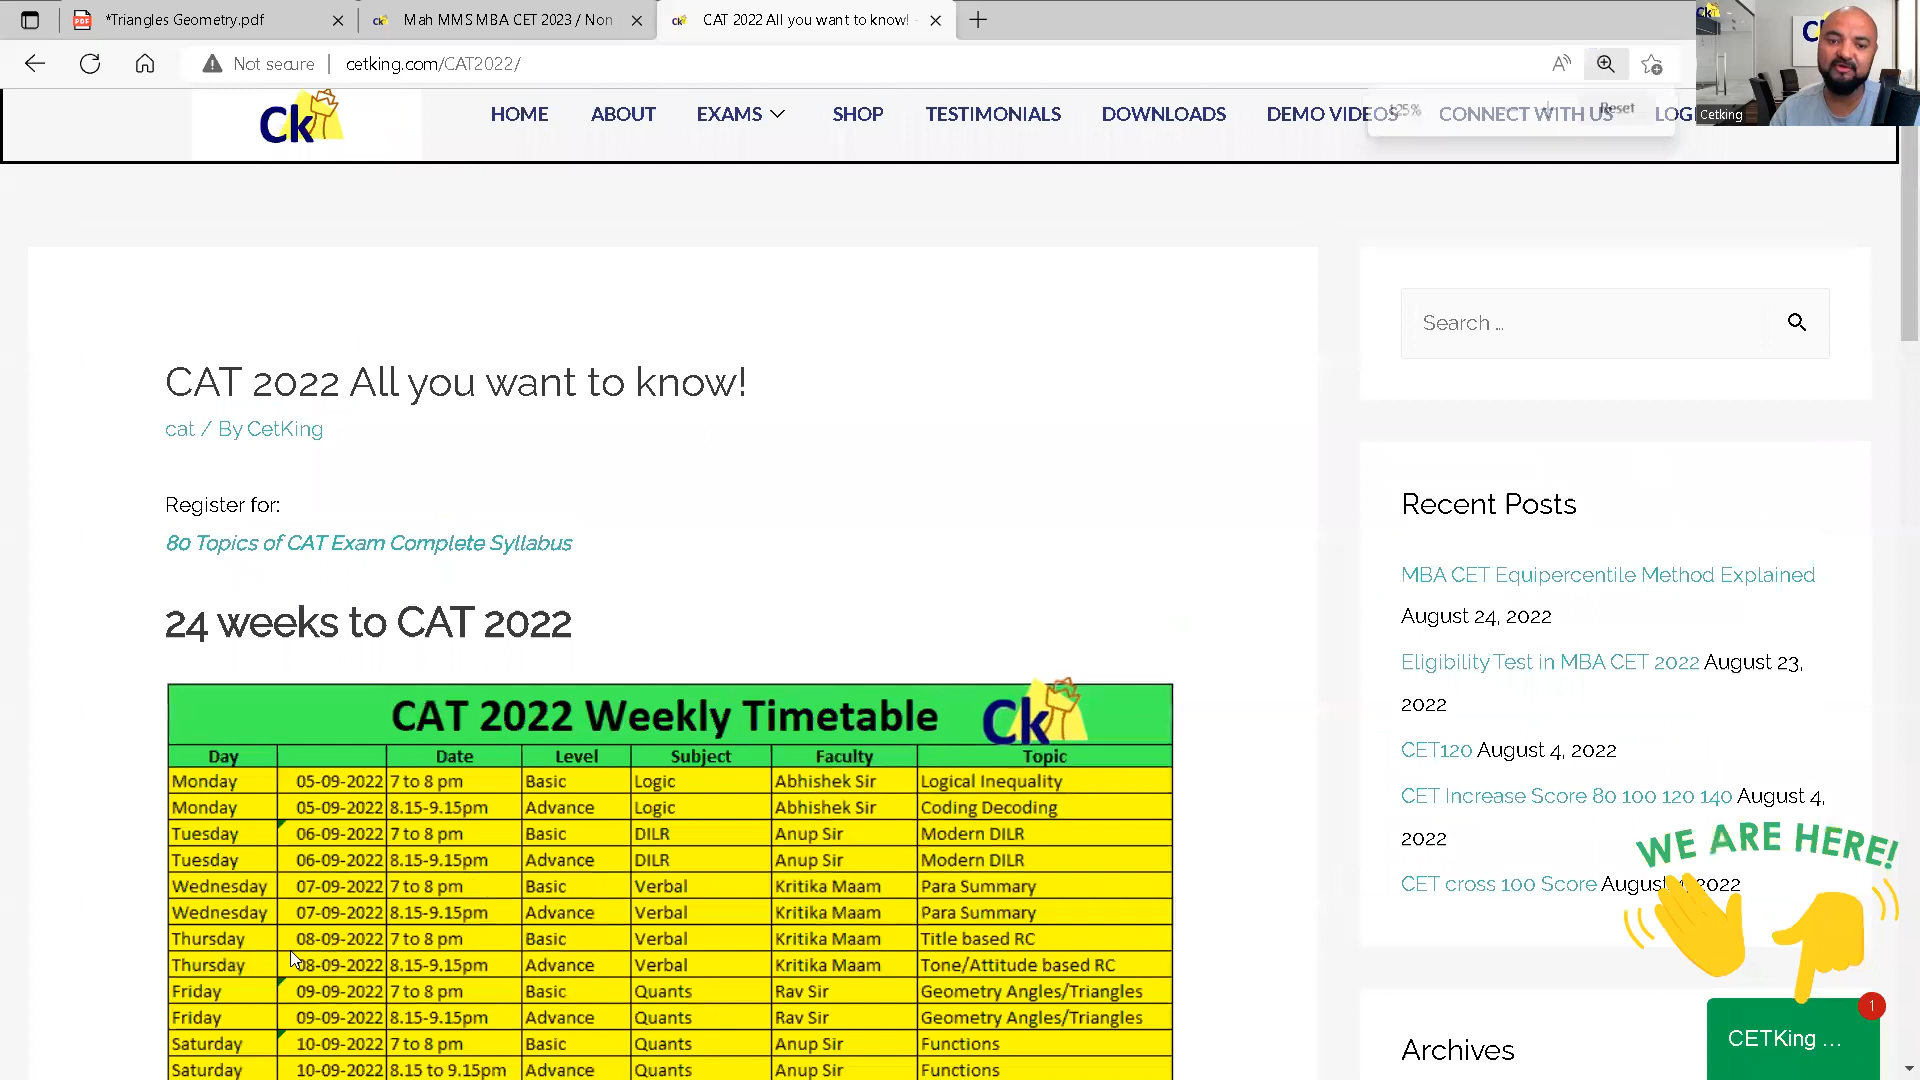 *Triangles Geometry.pdf
Mah MMS MBA CET 2023 / Non
CAT 2022 All you want to know! -
Not secure | cetking.com/CAT2022/
125%
Reset
Cetking
Ck
HOME ABOUT EXAMS SHOP TESTIMONIALS DOWNLOADS DEMO VIDEOS CONNECT WITH US LOGI
CAT 2022 All you want to know!
cat / By CetKing
Register for:
80 Topics of CAT Exam Complete Syllabus
24 weeks to CAT 2022
CAT 2022 Weekly Timetable Ck
Day Date Level Subject Faculty Topic
Monday 05-09-2022 7 to 8 pm Basic Logic Abhishek Sir Logical Inequality
Monday 05-09-2022 8.15-9.15pm Advance Logic Abhishek Sir Coding Decoding
Tuesday 06-09-2022 7 to 8 pm Basic DILR Anup Sir Modern DILR
Tuesday 06-09-2022 8.15-9.15pm Advance DILR Anup Sir Modern DILR
Wednesday 07-09-2022 7 to 8 pm Basic Verbal Kritika Maam Para Summary
Wednesday 07-09-2022 8.15-9.15pm Advance Verbal Kritika Maam Para Summary
Thursday 08-09-2022 7 to 8 pm Basic Verbal Kritika Maam Title based RC
Thursday 08-09-2022 8.15-9.15pm Advance Verbal Kritika Maam Tone/Attitude based RC
Friday 09-09-2022 7 to 8 pm Basic Quants Rav Sir Geometry Angles/Triangles
Friday 09-09-2022 8.15-9.15pm Advance Quants Rav Sir Geometry Angles/Triangles
Saturday 10-09-2022 7 to 8 pm Basic Quants Anup Sir Functions
Saturday 10-09-2022 8.15 to 9.15pm Advance Quants Anup Sir Functions
Search ...
Recent Posts
MBA CET Equipercentile Method Explained
August 24, 2022
Eligibility Test in MBA CET 2022 August 23,
2022
CET120 August 4, 2022
CET Increase Score 80 100 120 140 August 4,
2022
CET cross 100 Score August 2022
WE ARE HERE!
Archives
1
CETKing ...